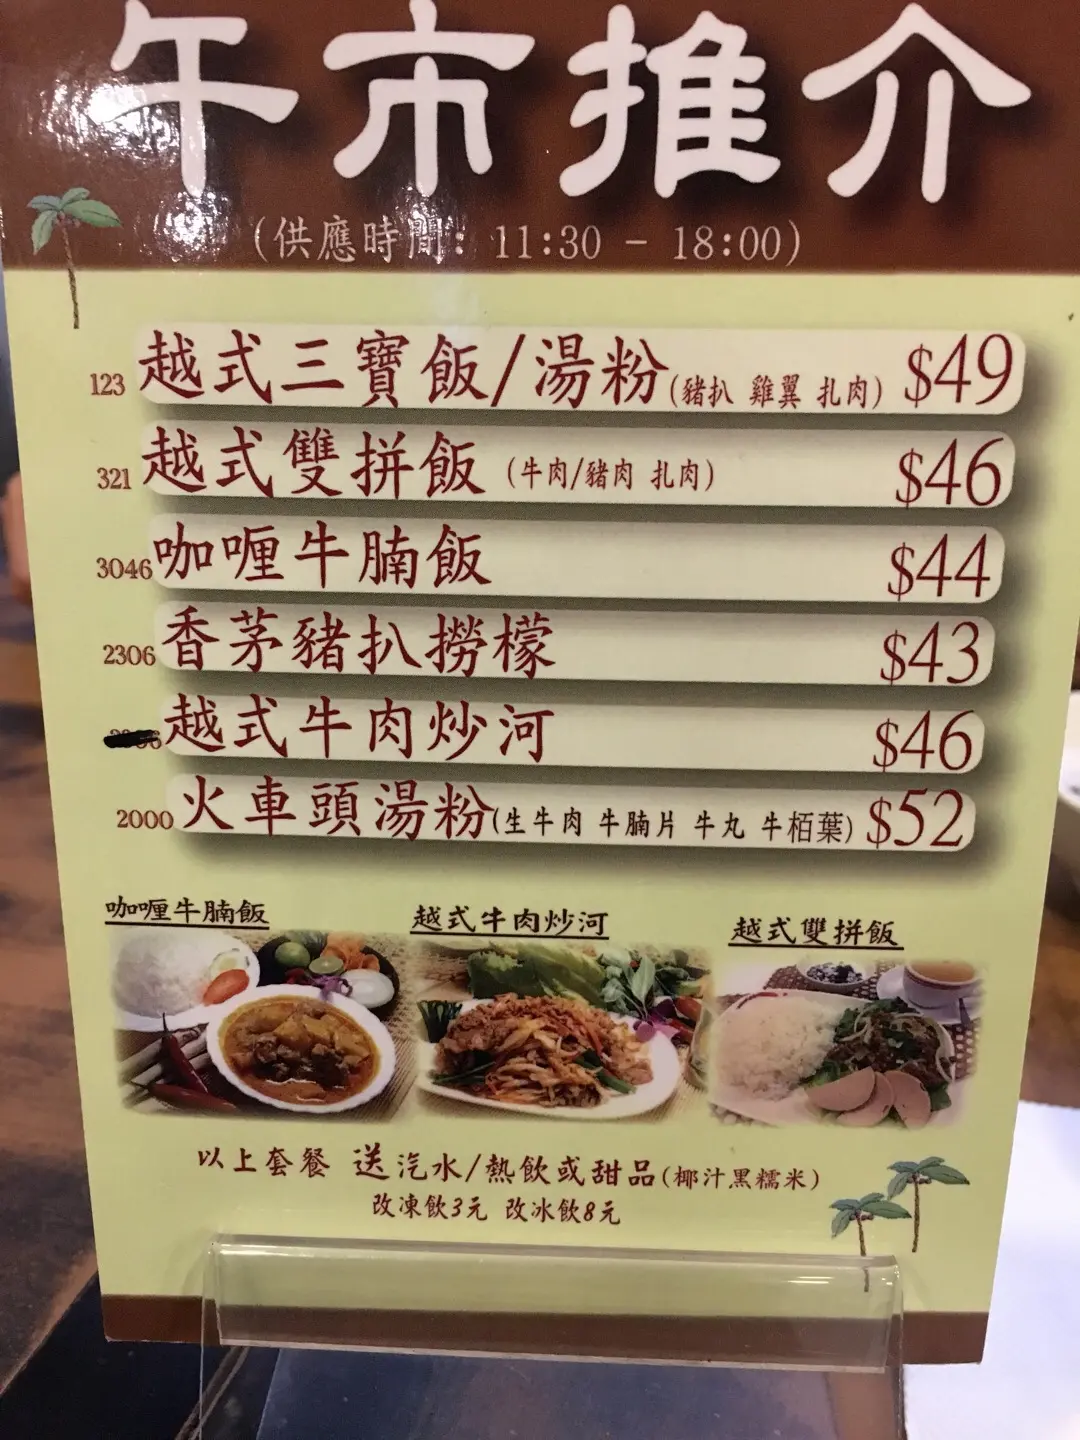 午市推介
(供應時間: 11:30 - 18:00)
123 越式三寶飯/湯粉(豬扒 雞翼 扎肉) $49
321 越式雙拼飯 (牛肉/豬肉 扎肉) $46
3046 咖喱牛腩飯 $44
2306 香茅豬扒撈檬 $43
越式牛肉炒河 $46
2000 火車頭湯粉(生牛肉 牛腩片 牛丸 牛栢葉) $52
咖喱牛腩飯 越式牛肉炒河 越式雙拼飯
以上套餐 送汽水/熱飲或甜品(椰汁黑糯米)
改凍飲3元 改冰飲8元